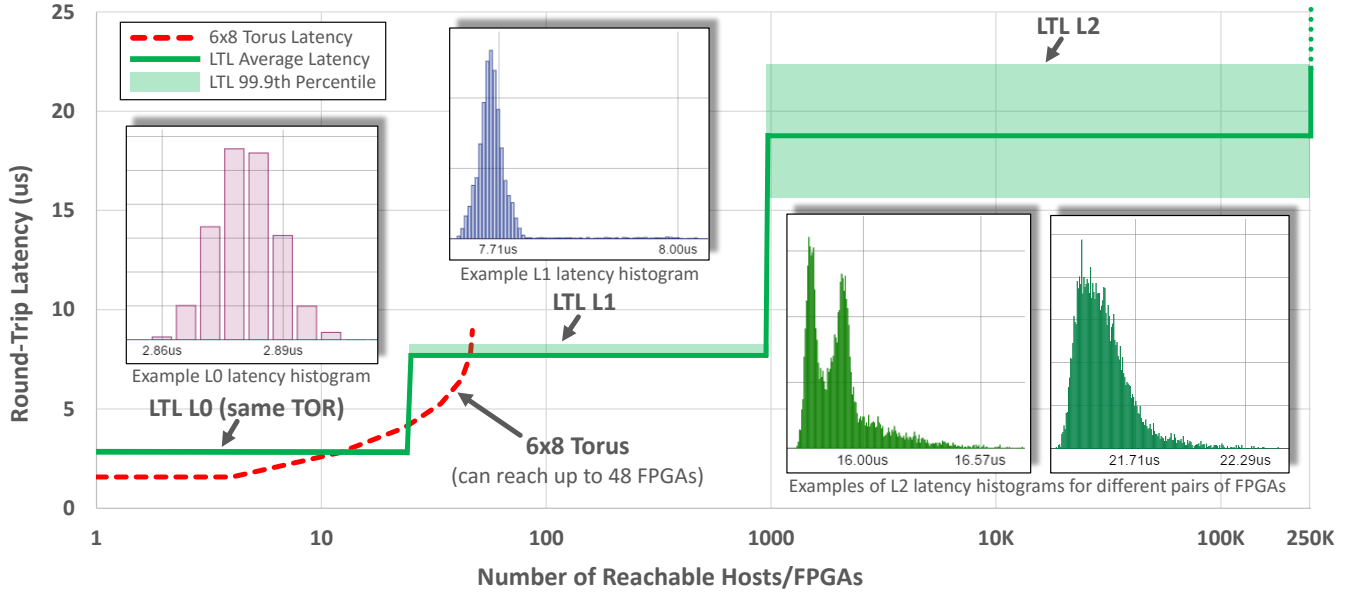 25
20
15
10
5
0
Round-Trip Latency (us)
6x8 Torus Latency
LTL Average Latency
LTL 99.9th Percentile
2.86us
2.89us
Example L0 latency histogram
LTL L0 (same TOR)
7.71us
8.00us
Example L1 latency histogram
LTL L1
6x8 Torus
(can reach up to 48 FPGAs)
LTL L2
16.00us
16.57us
21.71us
22.29us
Examples of L2 latency histograms for different pairs of FPGAs
1
10
100
1000
10K
100K
250K
Number of Reachable Hosts/FPGAs